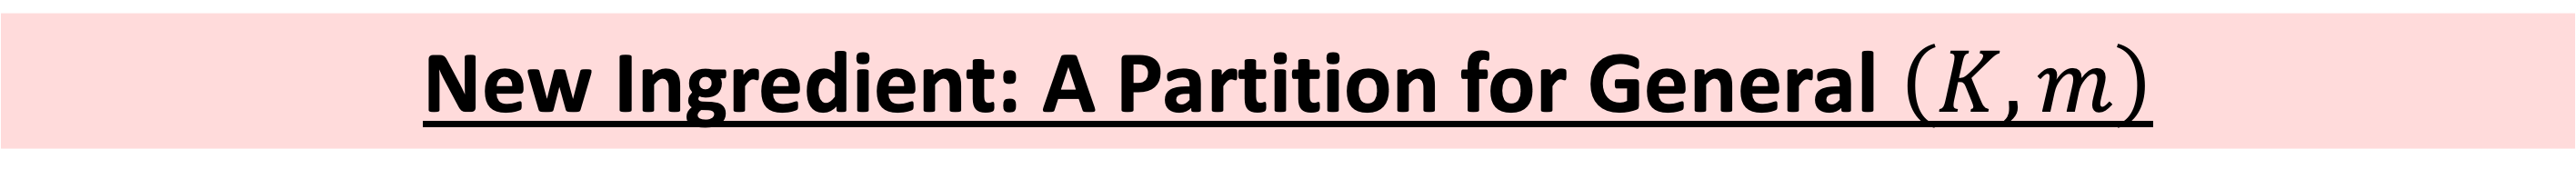 New Ingredient: A Partition for General (K, m)